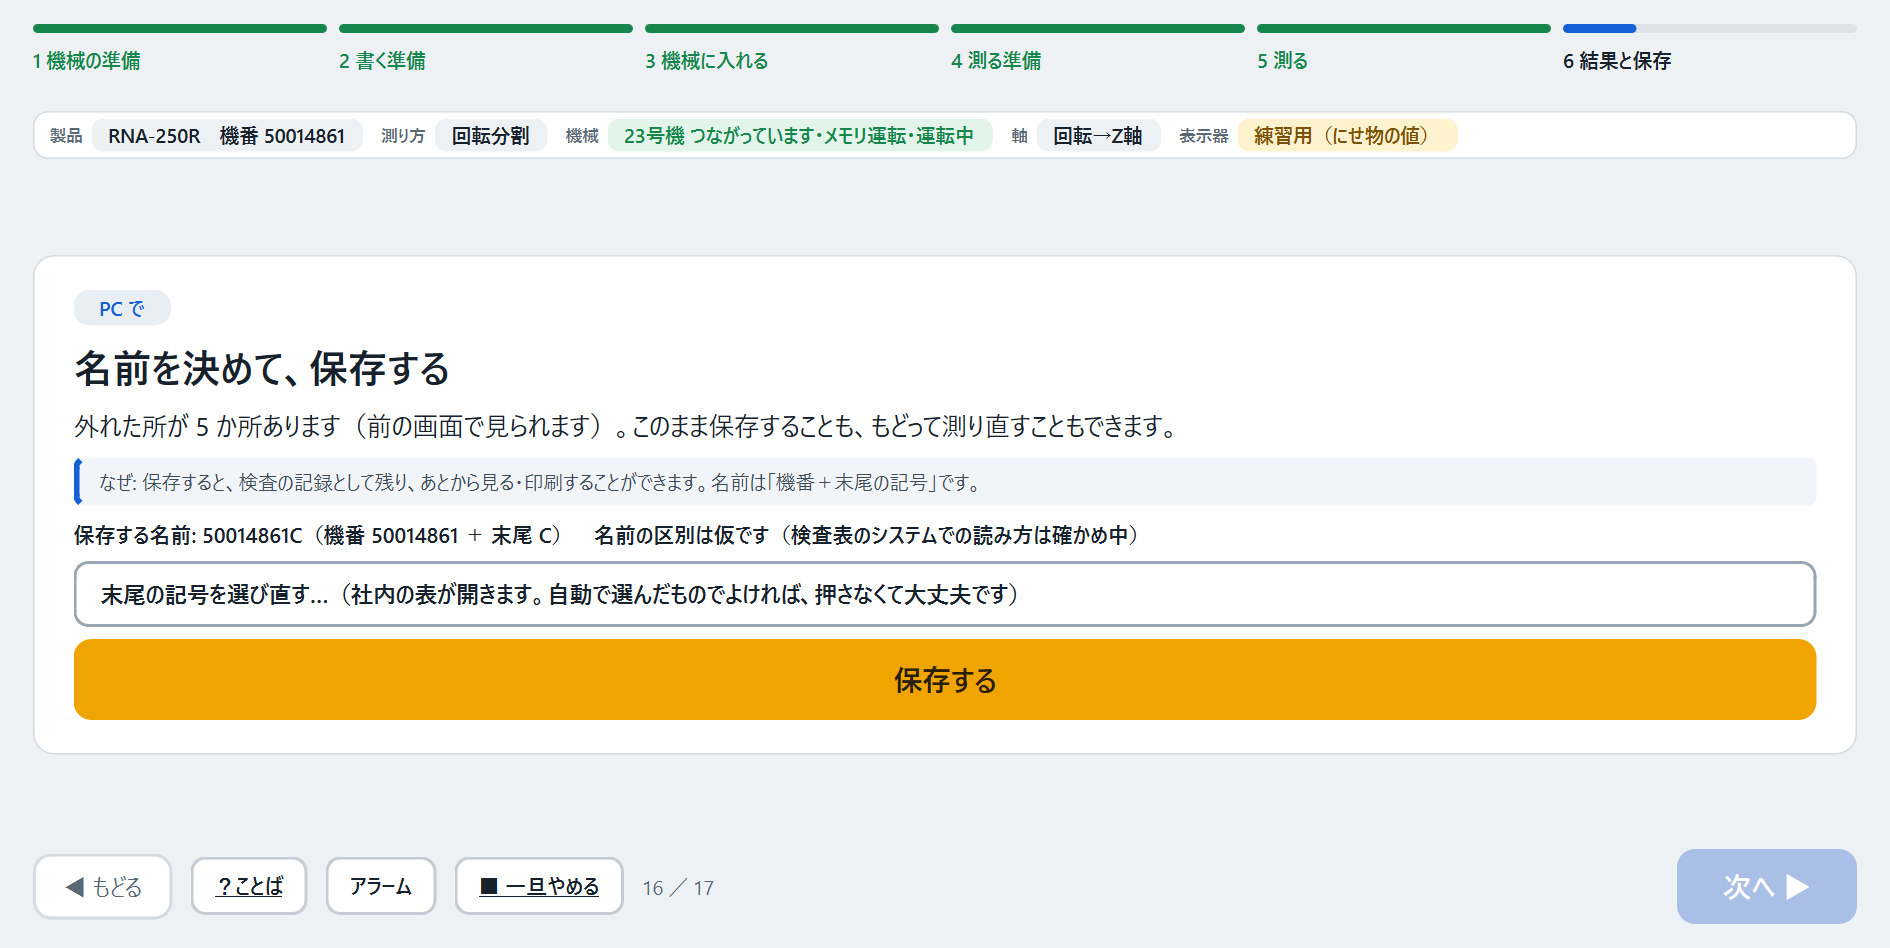 1 機械の準備
2 書く準備
3 機械に入れる
4 測る準備
5 測る
6 結果と保存
製品 RNA-250R 機番 50014861 測り方 回転分割 機械 23号機 つながっています・メモリ運転・運転中 軸 回転→Z軸 表示器 練習用（にせ物の値）
PC で
名前を決めて、保存する
外れた所が 5 か所あります（前の画面で見られます）。このまま保存することも、もどって測り直すこともできます。
なぜ: 保存すると、検査の記録として残り、あとから見る・印刷することができます。名前は「機番＋末尾の記号」です。
保存する名前: 50014861C（機番 50014861 ＋ 末尾 C） 名前の区別は仮です（検査表のシステムでの読み方は確かめ中）
末尾の記号を選び直す...（社内の表が開きます。自動で選んだものでよければ、押さなくて大丈夫です）
保存する
◀ もどる
？ことば
アラーム
■ 一旦やめる
16 ／ 17
次へ ▶